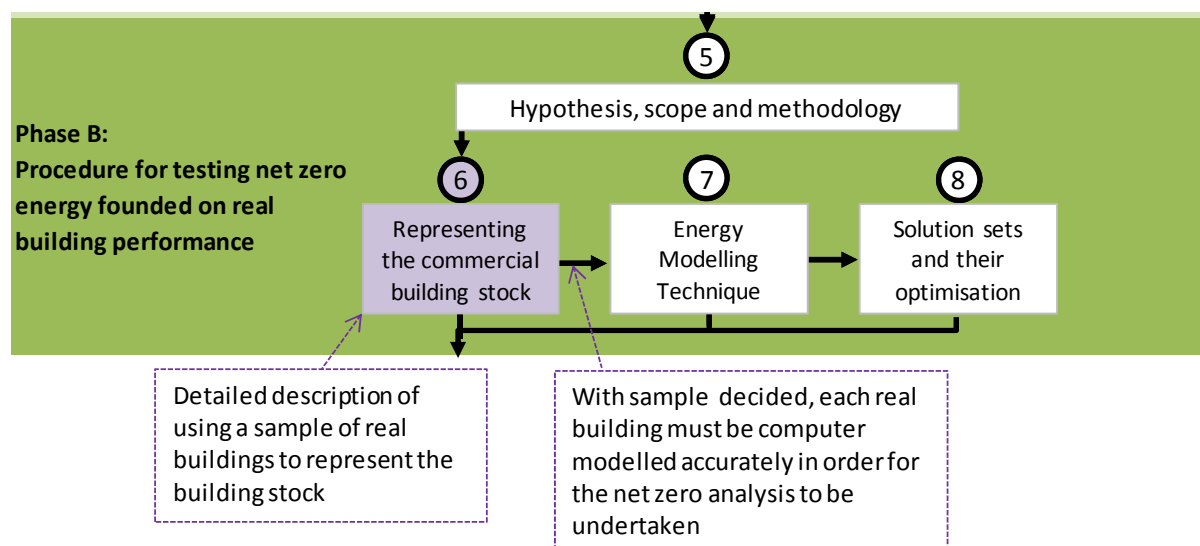 5
Hypothesis, scope and methodology
Phase B:
Procedure for testing net zero
energy founded on real
building performance
6
Representing
the commercial
building stock
7
Energy
Modelling
Technique
8
Solution sets
and their
optimisation
Detailed description of
using a sample of real
buildings to represent the
building stock
With sample decided, each real
building must be computer
modelled accurately in order for
the net zero analysis to be
undertaken